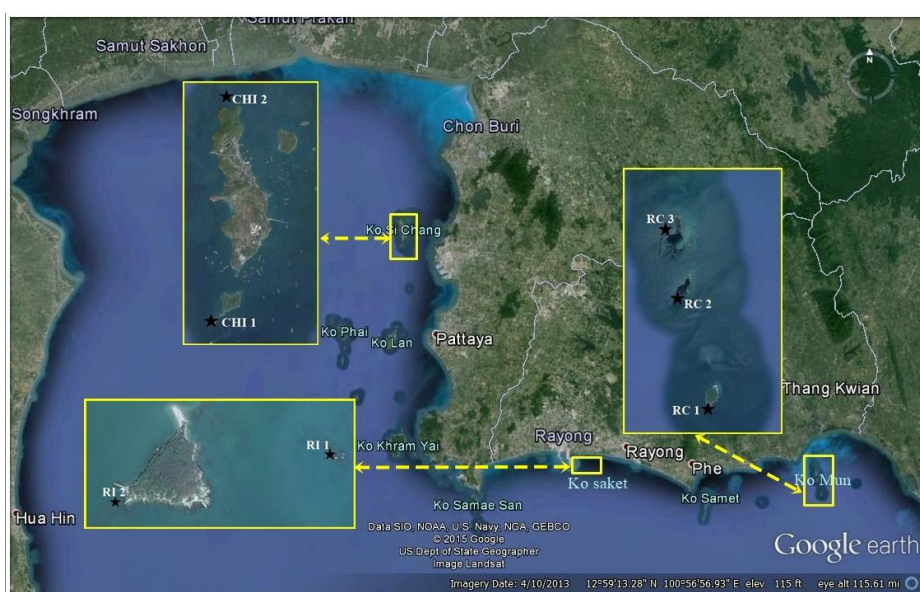 Samut Prakan
Samut Sakhon
N
Songkhram
CHI 2
Chon Buri
RC 3
Ko Si Chang
RC 2
CHI 1
Ko Phai
Ko Lan
Pattaya
Thang Kwian
RC 1
Rayong
RI 1
Ko Khram Yai
Rayong
Phe
Ko saket
Ko Mun
RI 2
Ko Samae San
Ko Samet
Hua Hin
Data SIO, NOAA, U.S. Navy, NGA, GEBCO
© 2015 Google
US Dept of State Geographer
Image Landsat
Google earth
Imagery Date: 4/10/2013 12°59'13.28" N 100°56'56.93" E elev 115 ft eye alt 115.61 mi